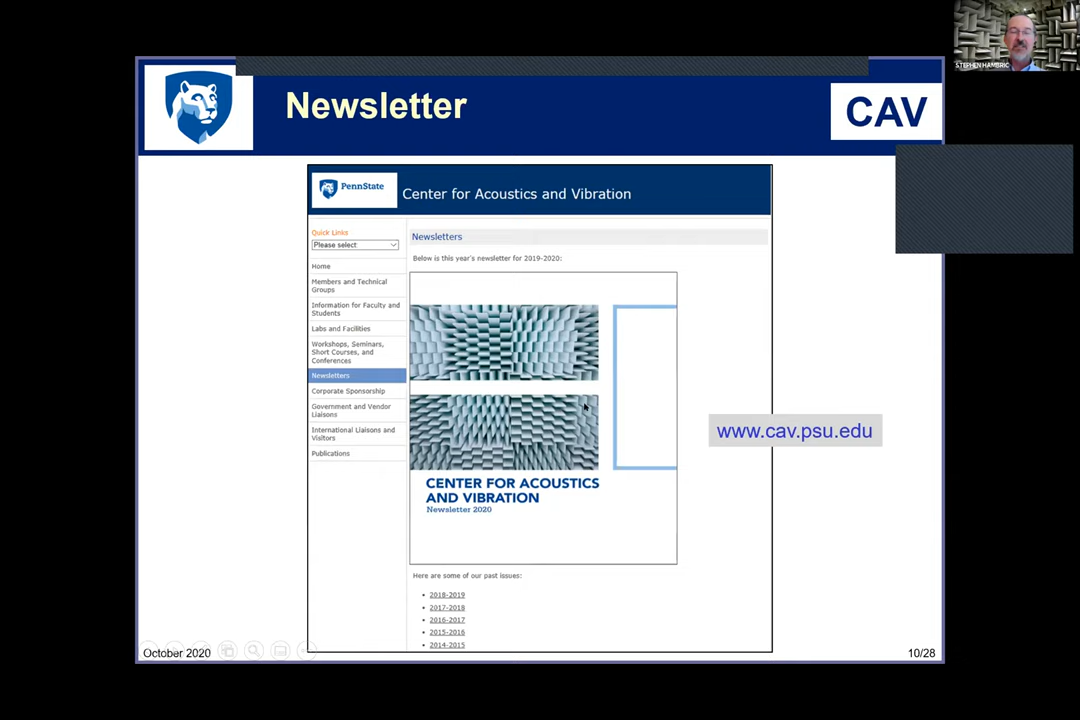 STEPHEN HAMBRIC
Newsletter
CAV
PennState
Center for Acoustics and Vibration
Quick Links
Please select
Home
Members and Technical
Groups
Information for Faculty and
Students
Labs and Facilities
Workshops, Seminars,
Short Courses, and
Conferences
Newsletters
Corporate Sponsorship
Government and Vendor
Liaisons
International Liaisons and
Visitors
Publications
Newsletters
Below is this year's newsletter for 2019-2020:
CENTER FOR ACOUSTICS
AND VIBRATION
Newsletter 2020
Here are some of our past issues:
2018-2019
2017-2018
2016-2017
2015-2016
2014-2015
www.cav.psu.edu
October 2020
10/28